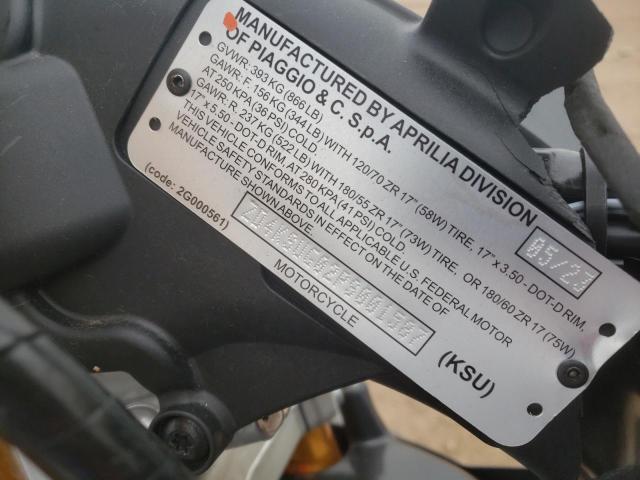 MANUFACTURED BY APRILIA DIVISION
OF PIAGGIO & C. S.p.A.
05/23
GVWR: 393 KG (866 LB)
GAWR: F. 156 KG (344 LB) WITH 120/70 ZR 17" (58W) TIRE, 17" x 3.50 - DOT-D RIM,
AT 250 KPA (36 PSI) COLD.
GAWR: R. 237 KG (522 LB) WITH 180/55 ZR 17" (73W) TIRE, OR 180/60 ZR 17 (75W)
17" x 5.50 - DOT-D RIM, AT 280 KPA (41 PSI) COLD.
THIS VEHICLE CONFORMS TO ALL APPLICABLE U.S. FEDERAL MOTOR
VEHICLE SAFETY STANDARDS IN EFFECT ON THE DATE OF
MANUFACTURE SHOWN ABOVE.
(code: 2G000561)
MOTORCYCLE
(KSU)